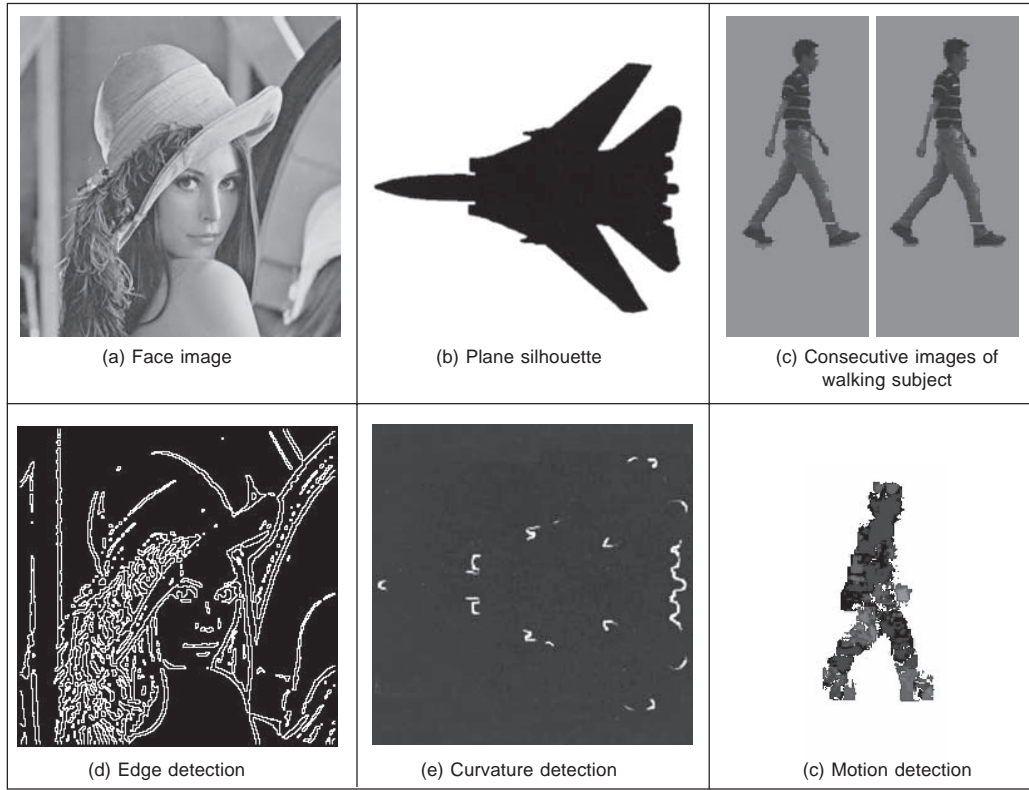 (a) Face image
(b) Plane silhouette
(c) Consecutive images of
walking subject
(d) Edge detection
(e) Curvature detection
(c) Motion detection